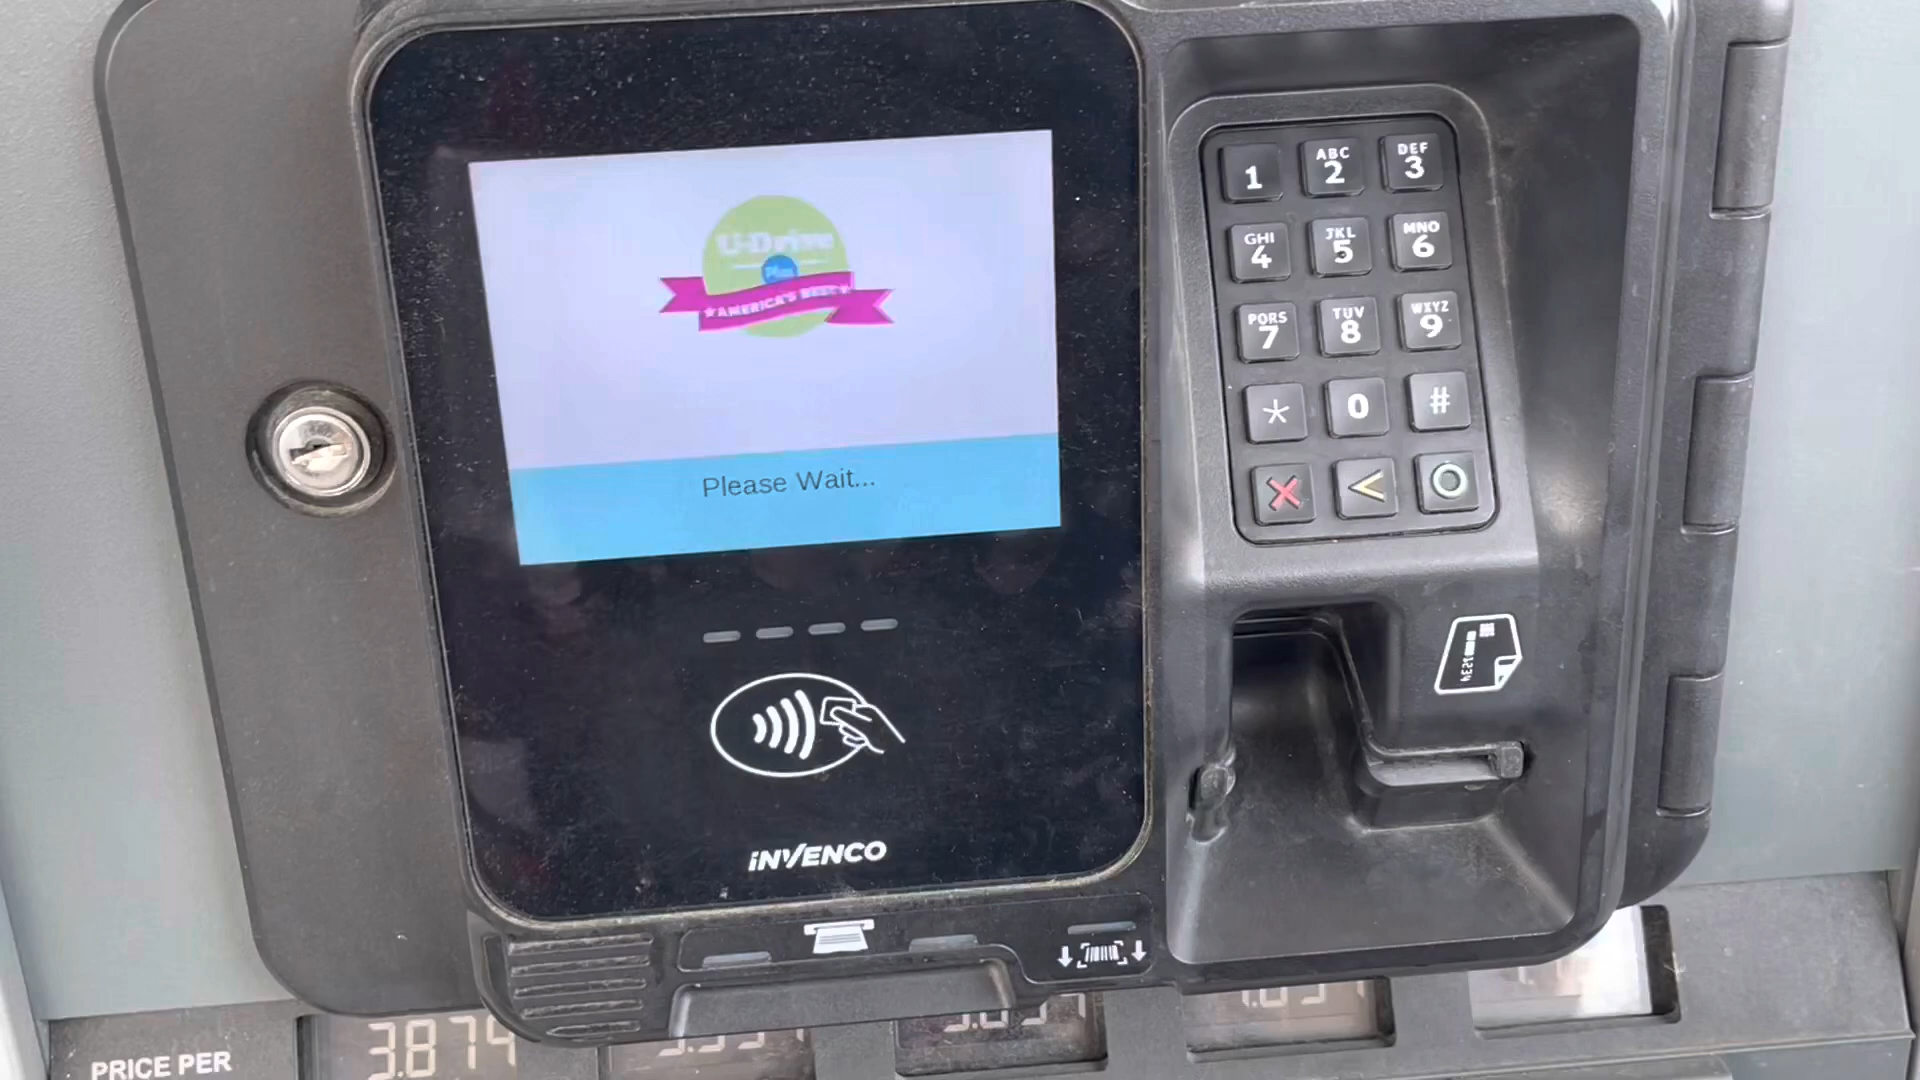 U-Drive
Plus
★AMERICA'S BEST★
Please Wait...
iNVENCO
1
ABC
2
DEF
3
GHI
4
JKL
5
MNO
6
PQRS
7
TUV
8
WXYZ
9
*
0
#
1234
PRICE PER
3.874